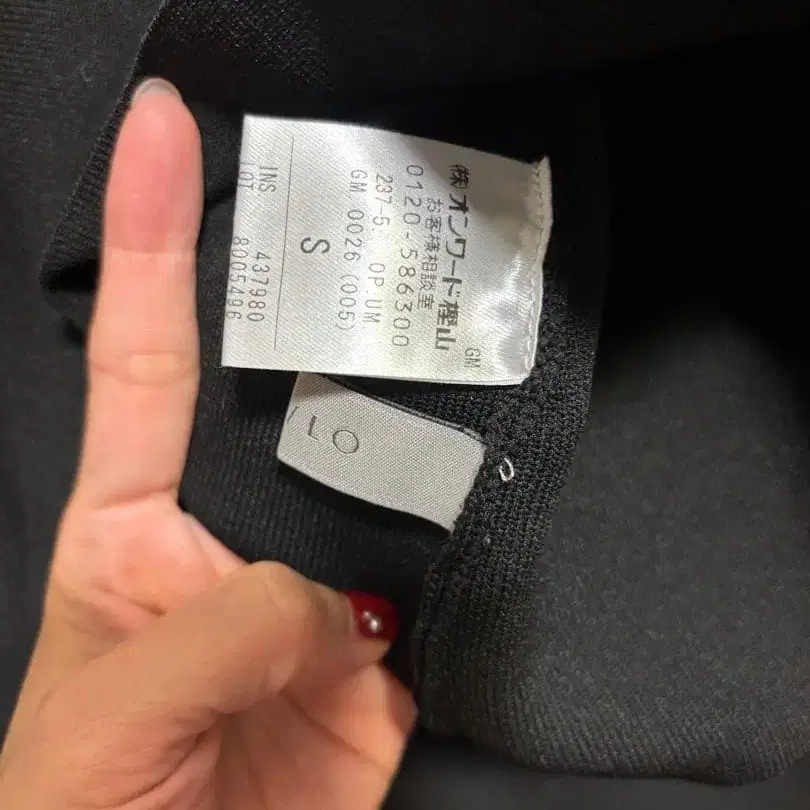 ㈱オンワード樫山
お客様相談室
0120-586300
237-5. OP.UM
GM 0026 (005)
S
INS. 437980
LOT 8005496
GM
YLO